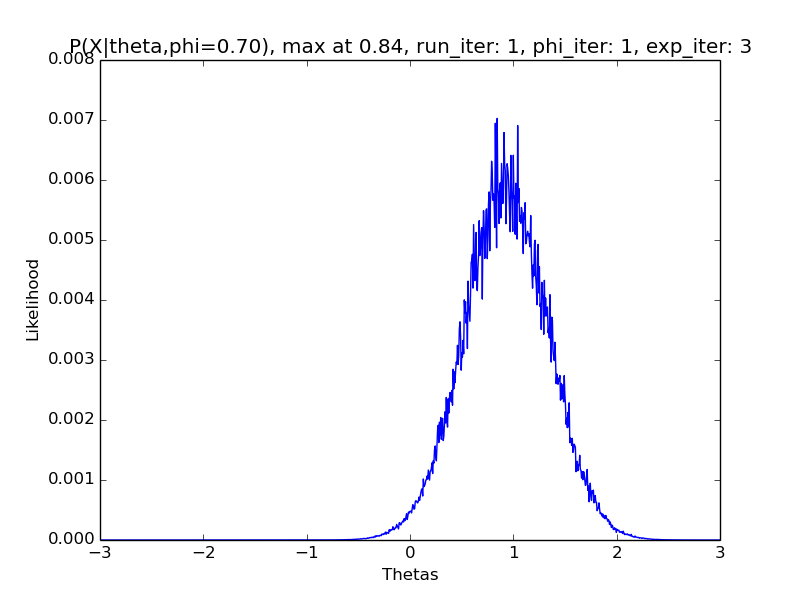 P(X|theta,phi=0.70), max at 0.84, run_iter: 1, phi_iter: 1, exp_iter: 3
0.008
0.007
0.006
0.005
0.004
0.003
0.002
0.001
0.000
Likelihood
−3 −2 −1 0 1 2 3
Thetas